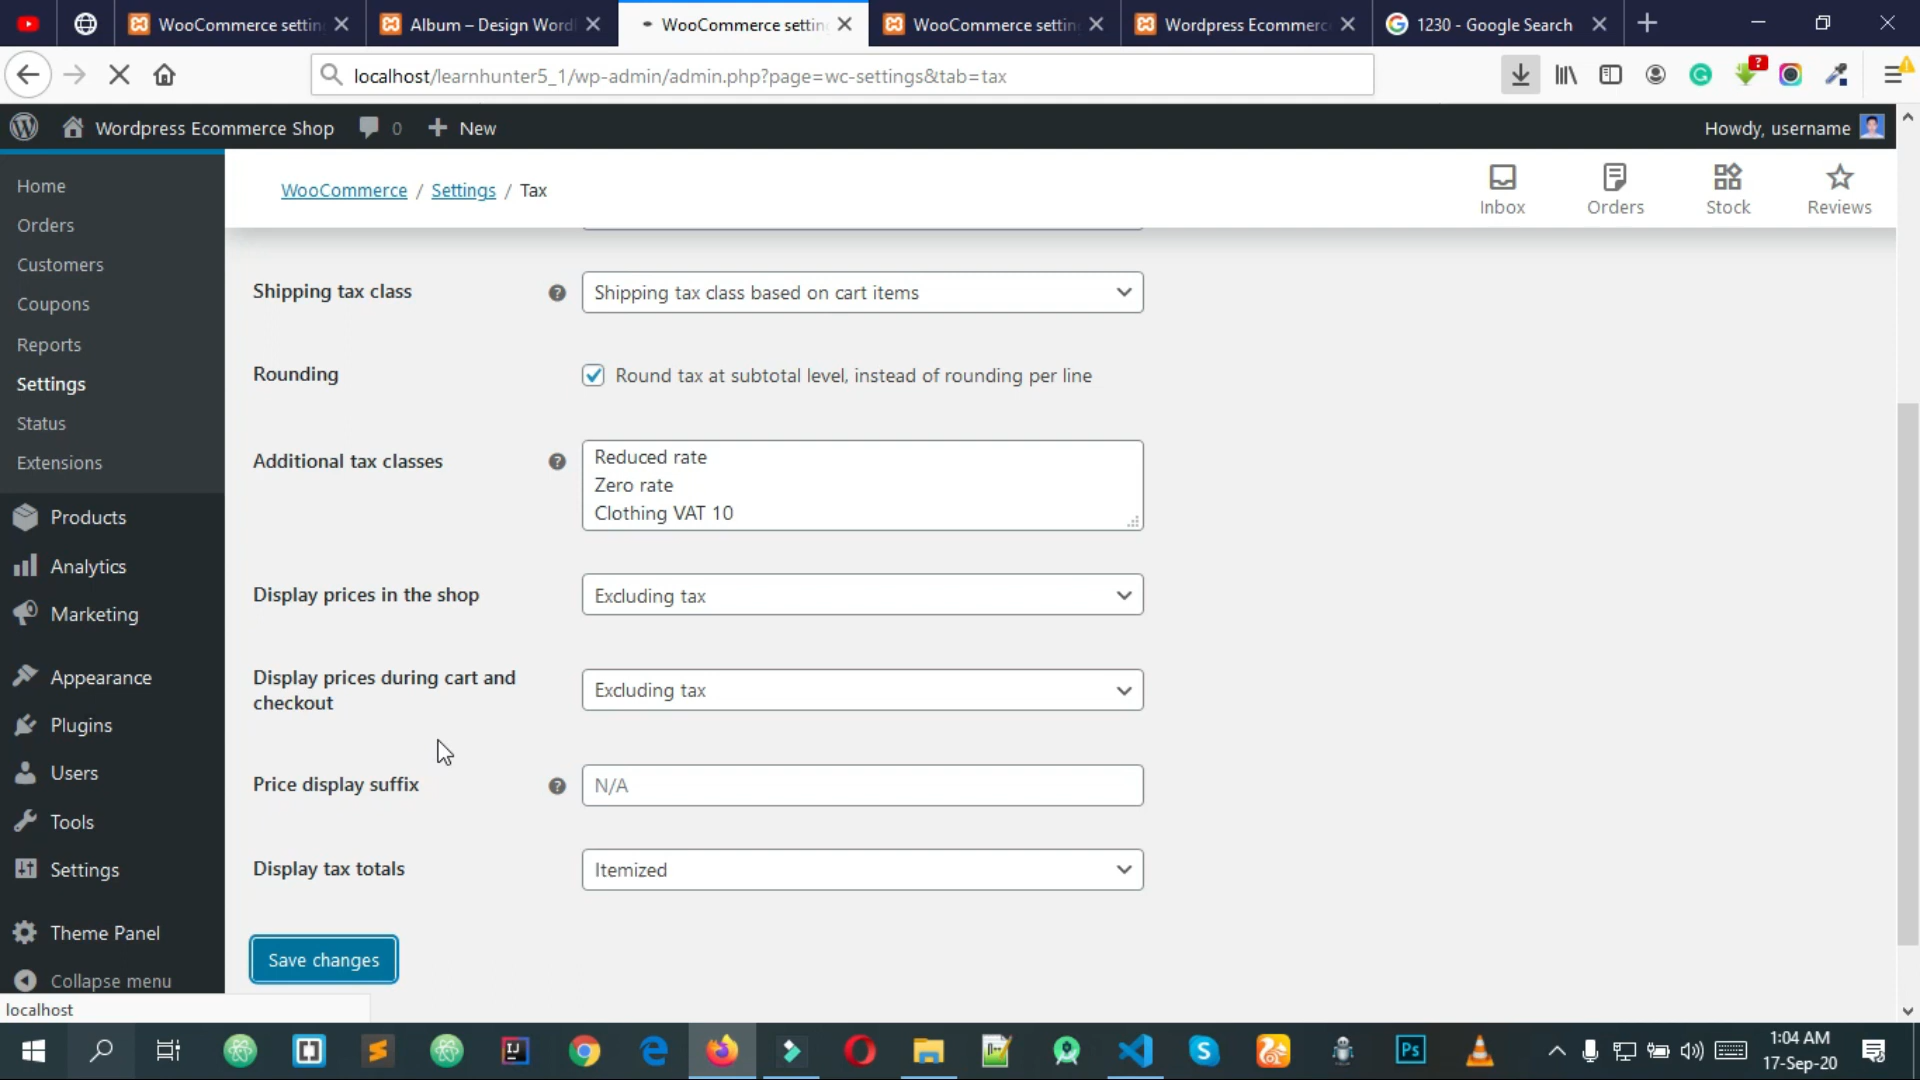 WooCommerce settin
Album – Design Word
WooCommerce settin
WooCommerce settin
Wordpress Ecommerc
1230 - Google Search
localhost/learnhunter5_1/wp-admin/admin.php?page=wc-settings&tab=tax
?
Wordpress Ecommerce Shop
0
New
Howdy, username
Home
Orders
Customers
Coupons
Reports
Settings
Status
Extensions
Products
Analytics
Marketing
Appearance
Plugins
Users
Tools
Settings
Theme Panel
Collapse menu
WooCommerce / Settings / Tax
Inbox
Orders
Stock
Reviews
Shipping tax class
Shipping tax class based on cart items
Rounding
Round tax at subtotal level, instead of rounding per line
Additional tax classes
Reduced rate
Zero rate
Clothing VAT 10
Display prices in the shop
Excluding tax
Display prices during cart and
checkout
Excluding tax
Price display suffix
N/A
Display tax totals
Itemized
Save changes
localhost
1:04 AM
17-Sep-20